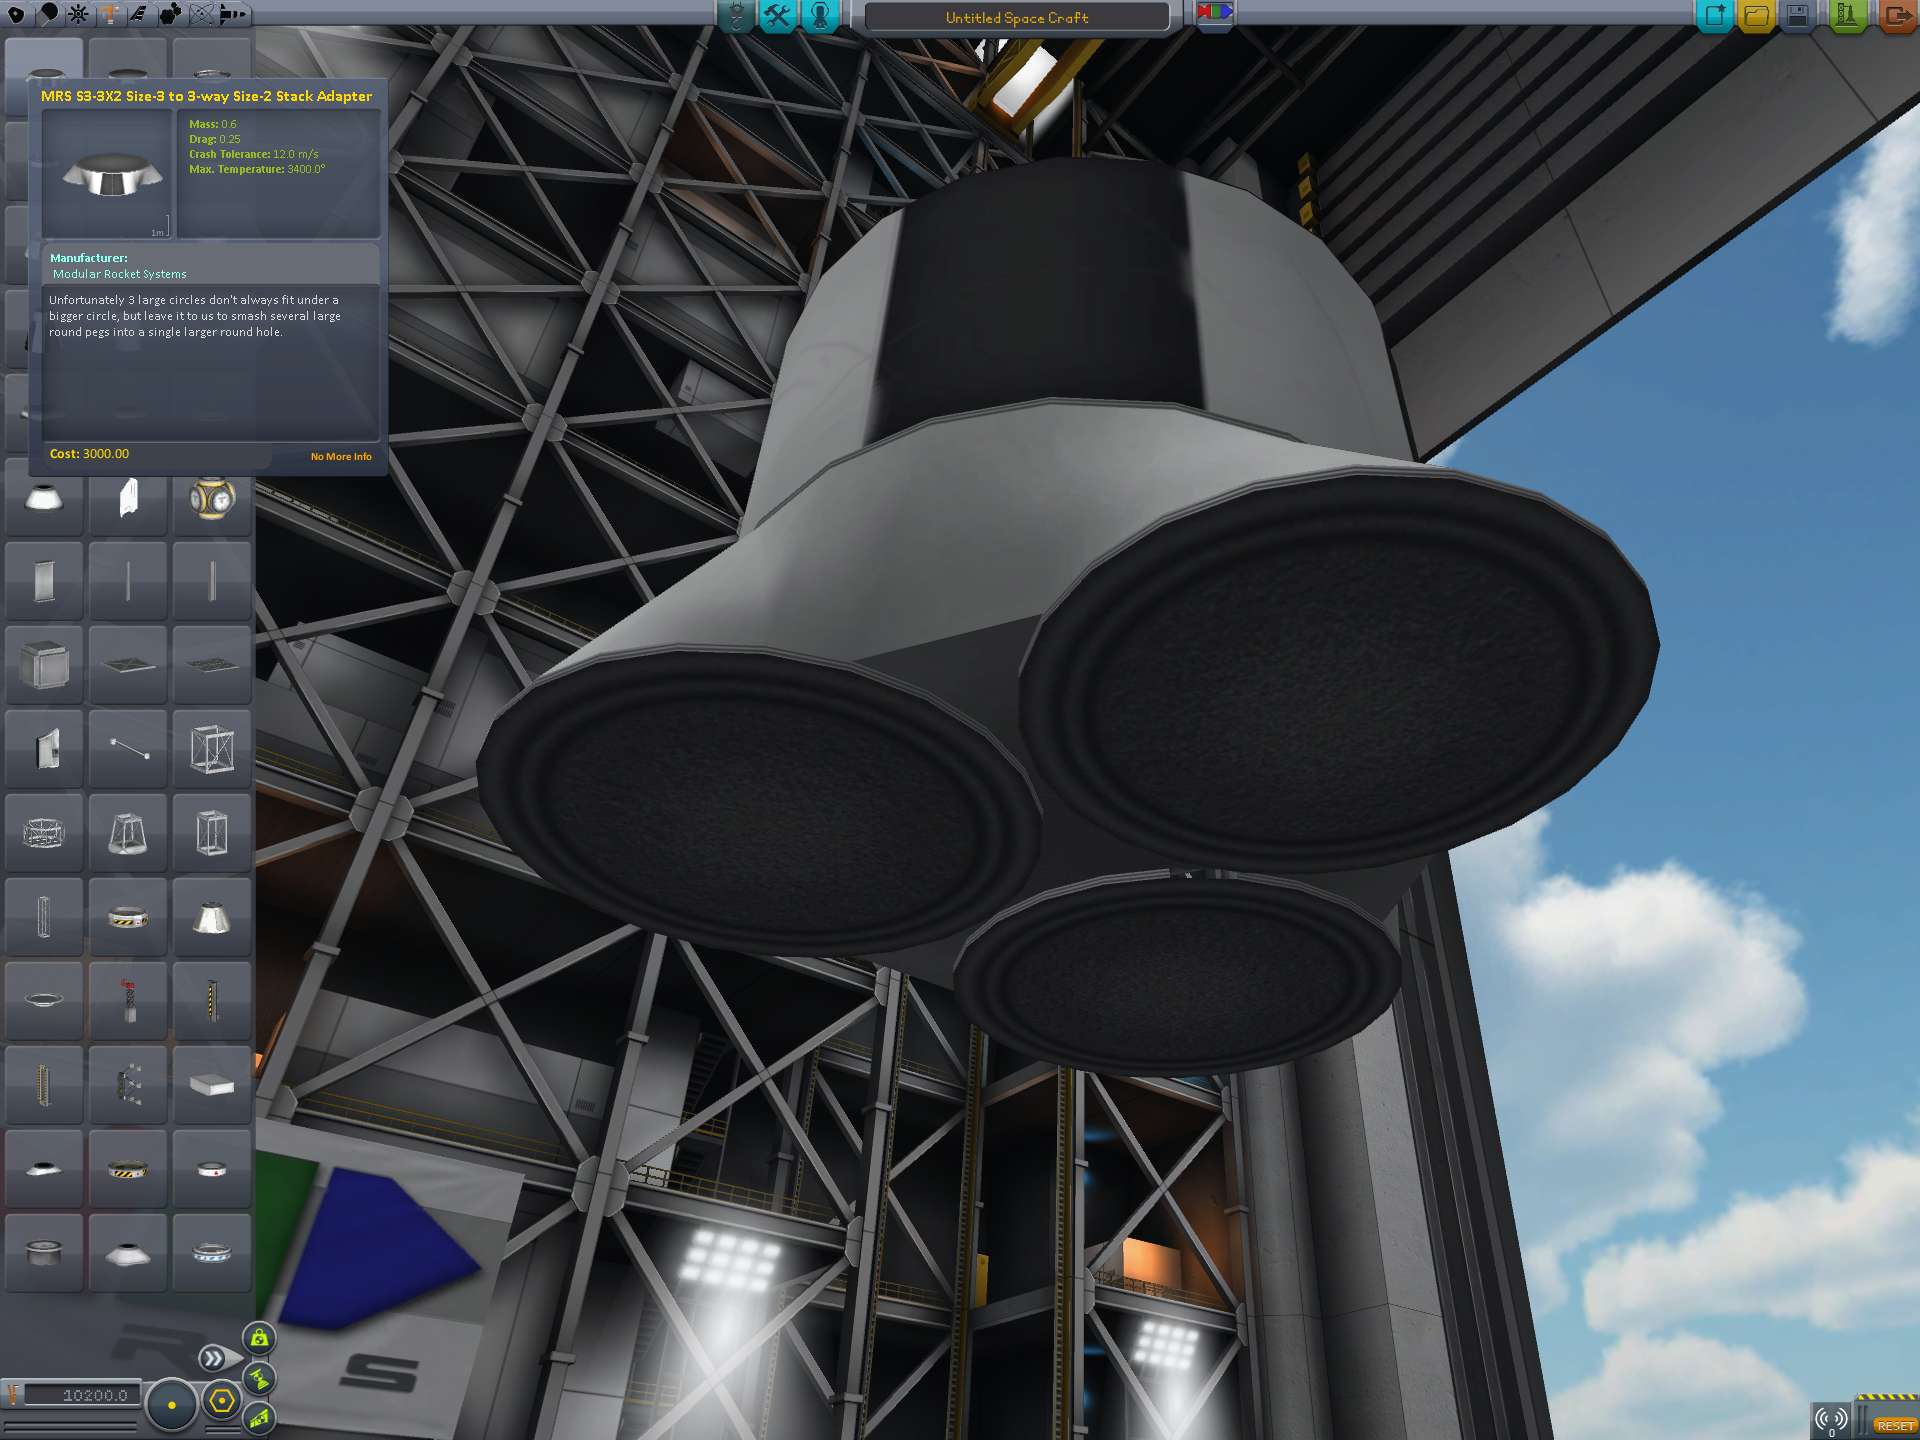 Untitled Space Craft
MRS S3-3X2 Size-3 to 3-way Size-2 Stack Adapter
Mass: 0.6
Drag: 0.25
Crash Tolerance: 12.0 m/s
Max. Temperature: 3400.0°
1m
Manufacturer:
Modular Rocket Systems
Unfortunately 3 large circles don't always fit under a
bigger circle, but leave it to us to smash several large
round pegs into a single larger round hole.
Cost: 3000.00
No More Info
R
S
10200.0
0
RESET